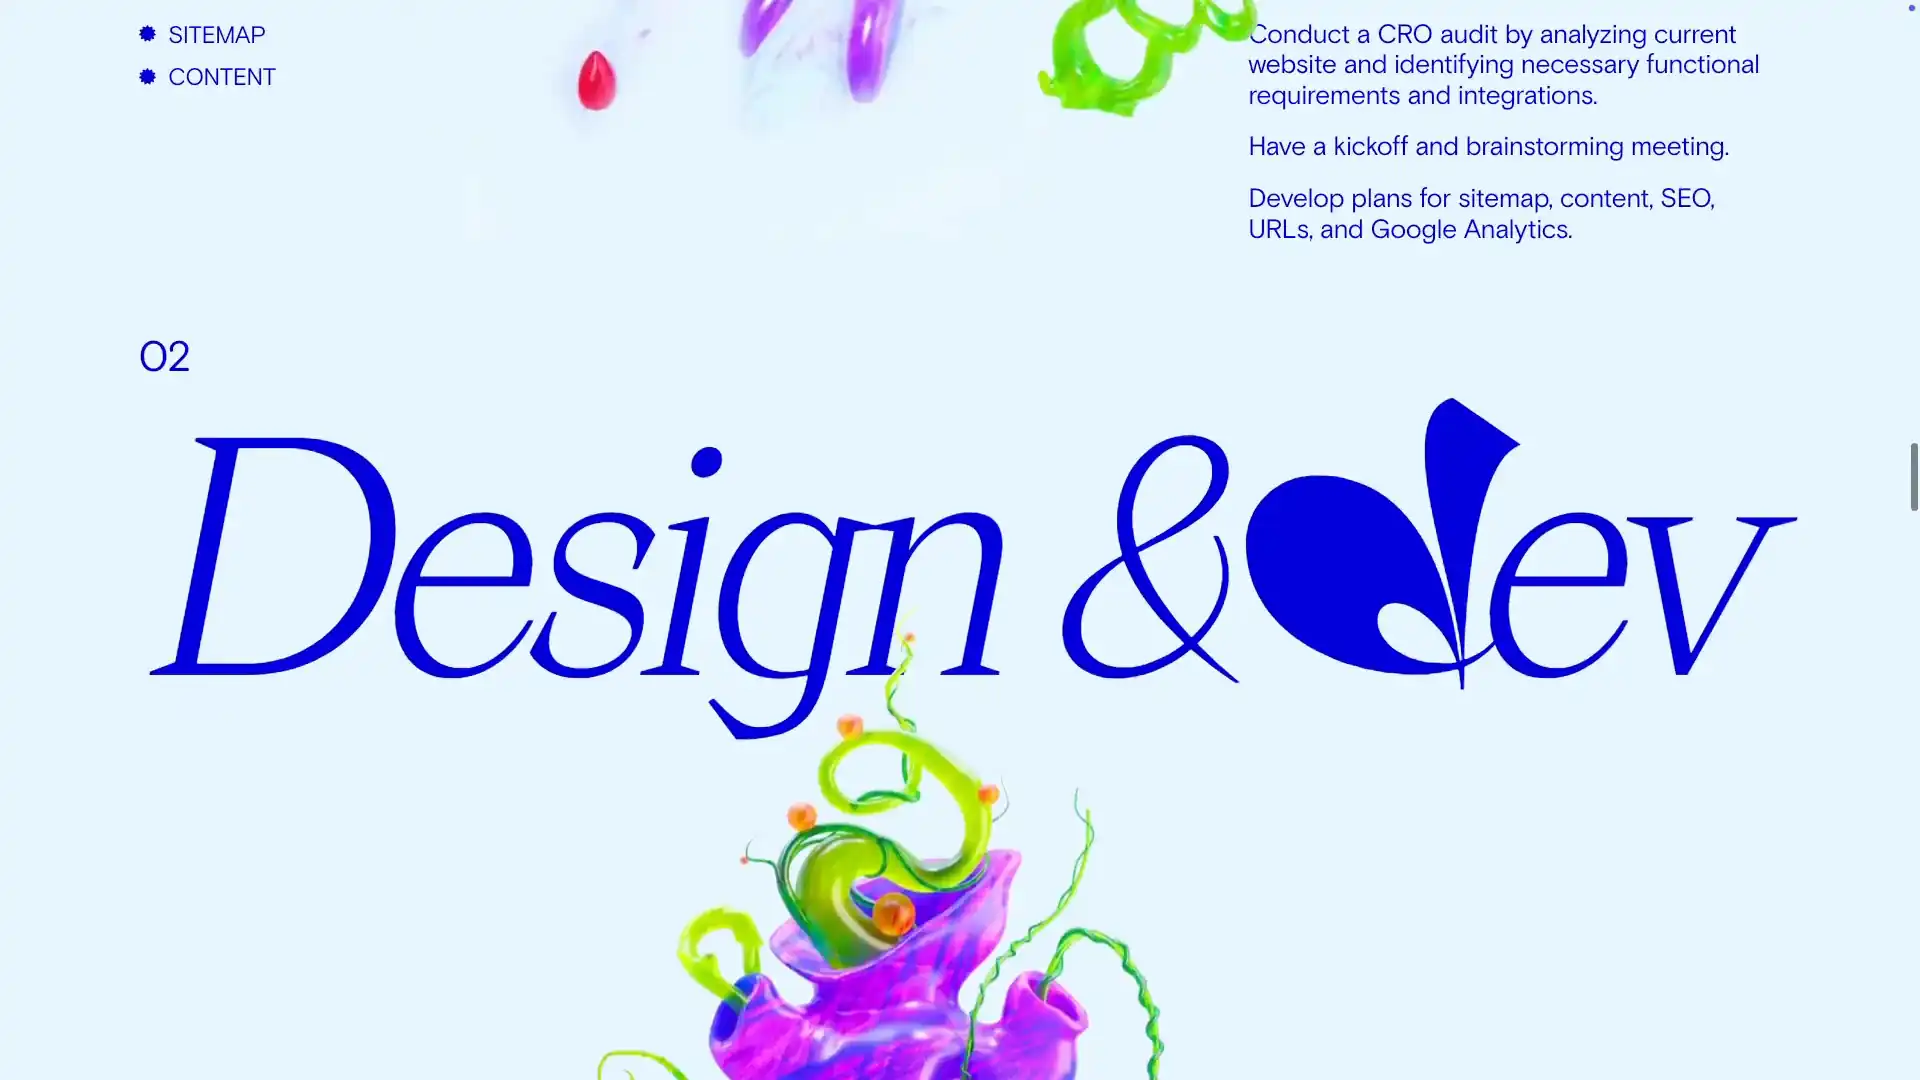 SITEMAP
CONTENT
Conduct a CRO audit by analyzing current
website and identifying necessary functional
requirements and integrations.
Have a kickoff and brainstorming meeting.
Develop plans for sitemap, content, SEO,
URLs, and Google Analytics.
02
Design & dev